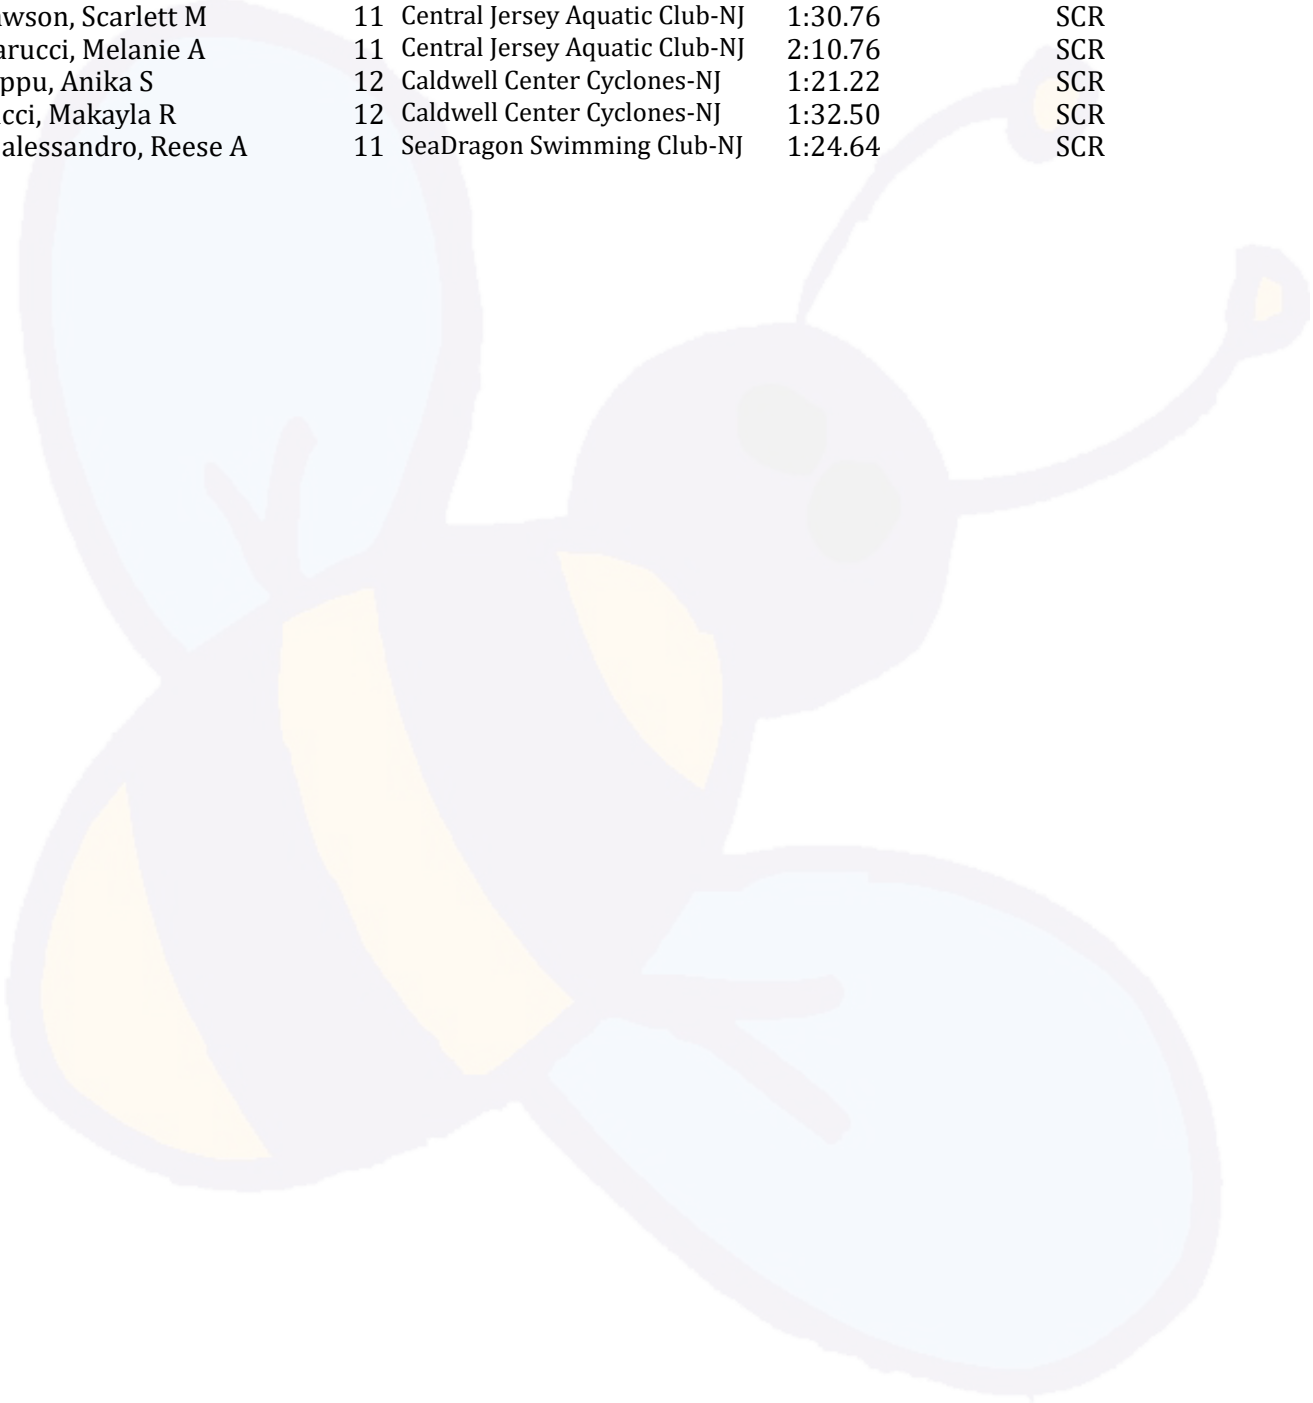 wson, Scarlett M 11 Central Jersey Aquatic Club-NJ 1:30.76 SCR
arucci, Melanie A 11 Central Jersey Aquatic Club-NJ 2:10.76 SCR
ppu, Anika S 12 Caldwell Center Cyclones-NJ 1:21.22 SCR
cci, Makayla R 12 Caldwell Center Cyclones-NJ 1:32.50 SCR
alessandro, Reese A 11 SeaDragon Swimming Club-NJ 1:24.64 SCR